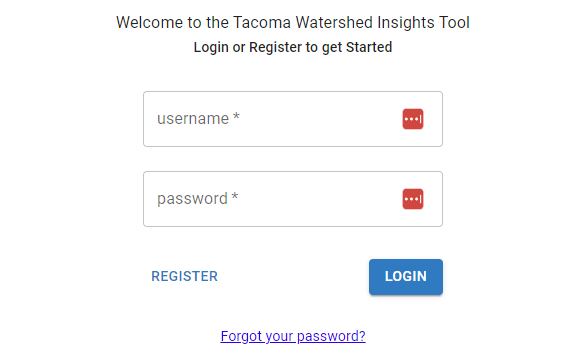 Welcome to the Tacoma Watershed Insights Tool
Login or Register to get Started
username *
password *
REGISTER
LOGIN
Forgot your password?